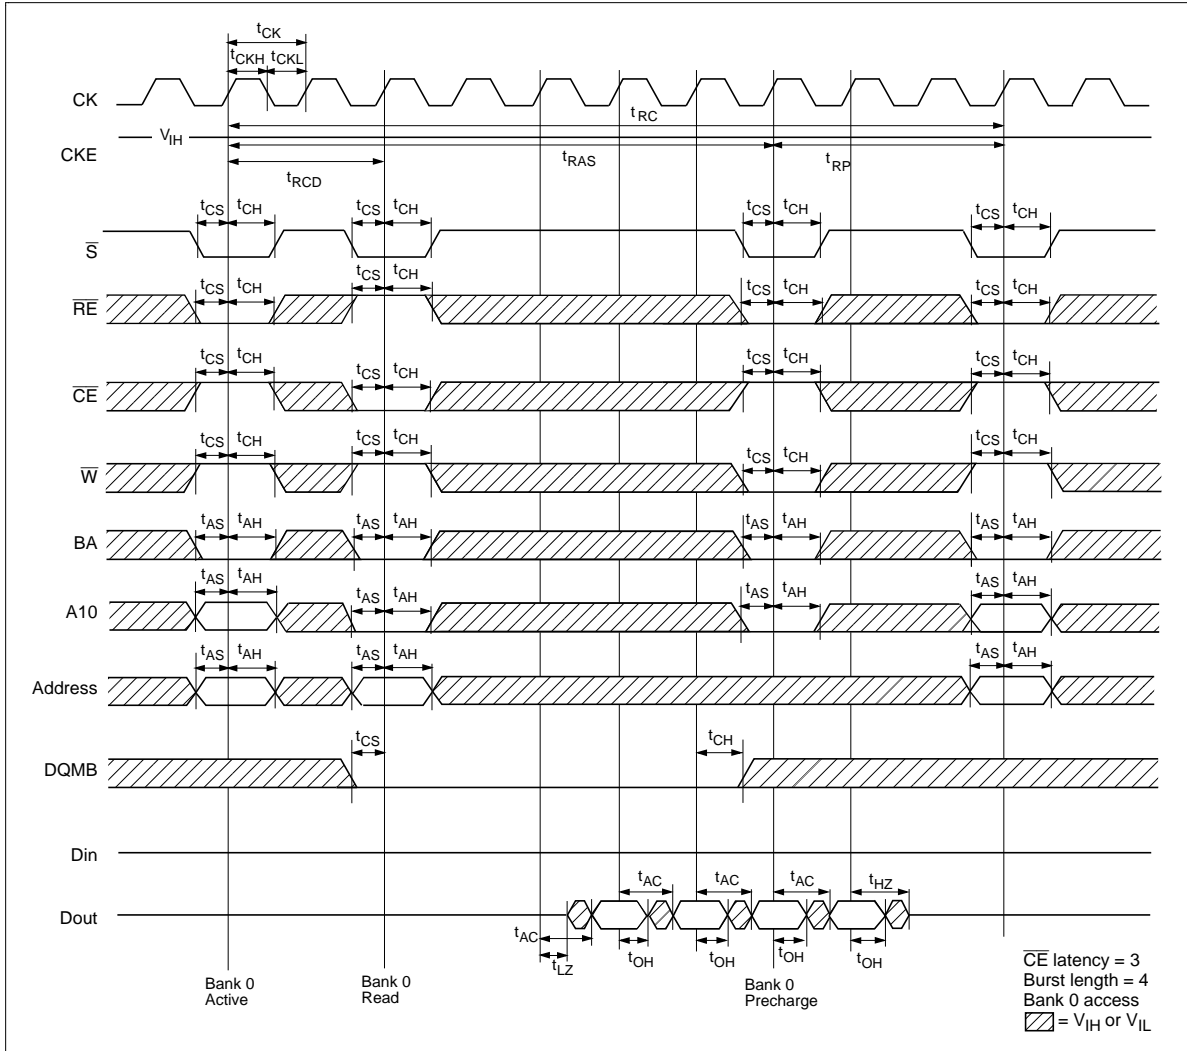 tCK
tCKH tCKL
CK
tRC
VIH
CKE
tRAS tRP
tRCD
tCS tCH tCS tCH tCS tCH tCS tCH
S
tCS tCH tCS tCH tCS tCH tCS tCH
RE
tCS tCH tCS tCH tCS tCH tCS tCH
CE
tCS tCH tCS tCH tCS tCH tCS tCH
W
tAS tAH tAS tAH tAS tAH tAS tAH
BA
tAS tAH tAS tAH tAS tAH tAS tAH
A10
tAS tAH tAS tAH tAS tAH
Address
tCS tCH
DQMB
Din
tAC tAC tAC tHZ
Dout
tAC
tLZ tOH tOH tOH tOH
Bank 0
Active
Bank 0
Read
Bank 0
Precharge
CE latency = 3
Burst length = 4
Bank 0 access
= VIH or VIL